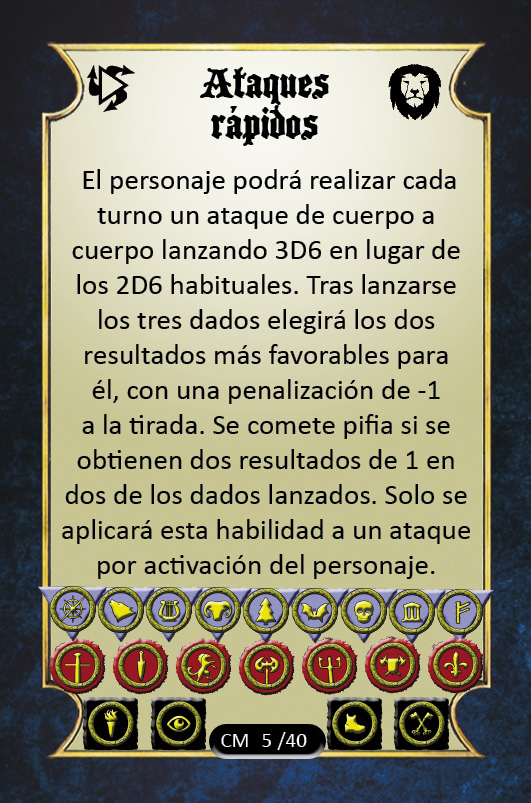 Ataques
rápidos
El personaje podrá realizar cada
turno un ataque de cuerpo a
cuerpo lanzando 3D6 en lugar de
los 2D6 habituales. Tras lanzarse
los tres dados elegirá los dos
resultados más favorables para
él, con una penalización de -1
a la tirada. Se comete pifia si se
obtienen dos resultados de 1 en
dos de los dados lanzados. Solo se
aplicará esta habilidad a un ataque
por activación del personaje.
CM 5 /40